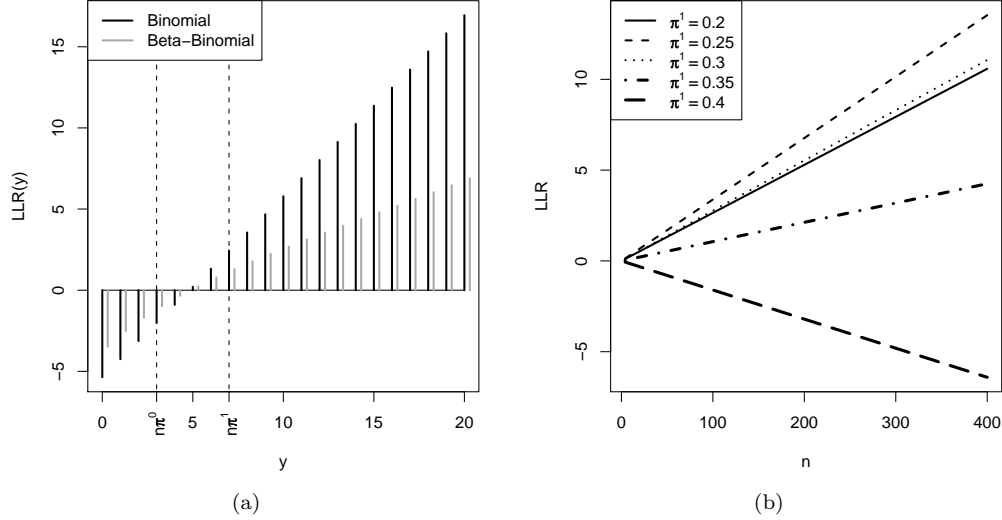 Binomial
Beta−Binomial
LLR(y)
15
10
5
0
−5
0
nπ⁰
5
nπ¹
10
15
20
y
(a)
π¹ = 0.2
π¹ = 0.25
π¹ = 0.3
π¹ = 0.35
π¹ = 0.4
LLR
10
5
0
−5
0
100
200
300
400
n
(b)